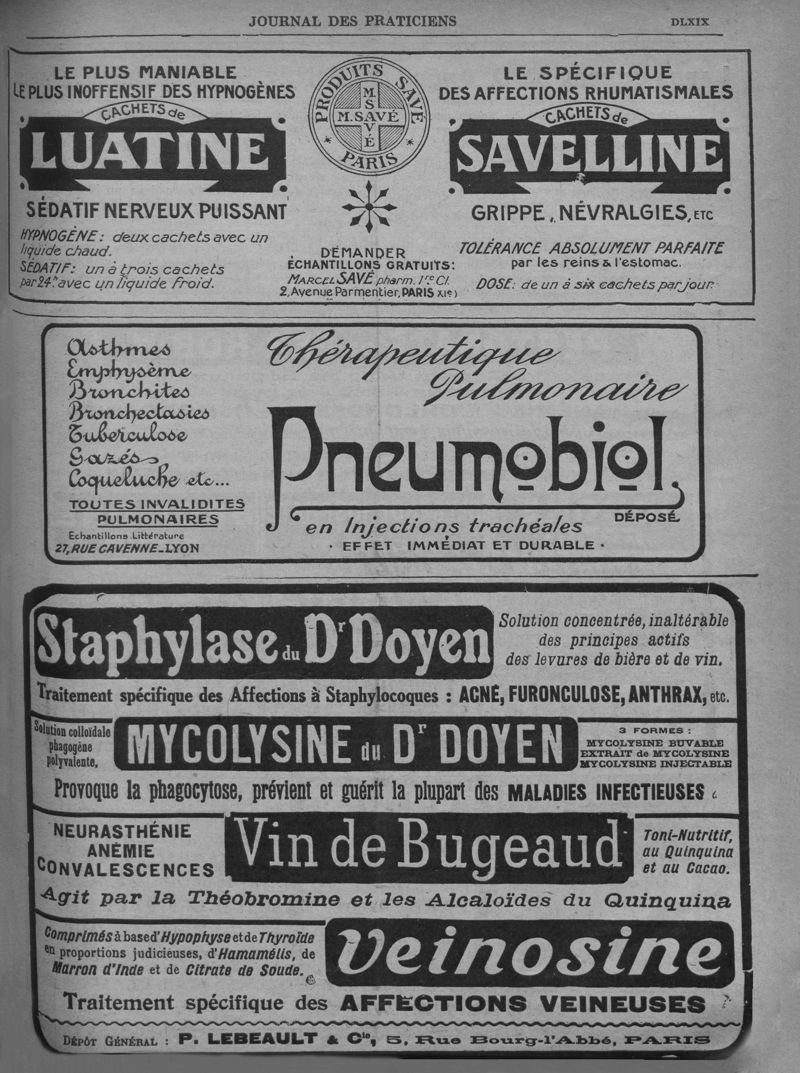 JOURNAL DES PRATICIENS
DLXIX
LE PLUS MANIABLE
LE PLUS INOFFENSIF DES HYPNOGÈNES
CACHETS de
LUATINE
SÉDATIF NERVEUX PUISSANT
HYPNOGÈNE: deux cachets avec un
liquide chaud.
SÉDATIF: un à trois cachets
par 24h avec un liquide froid.
PRODUITS SAVÉ
M.SAVÉ
M.SAVÉ
PARIS
DEMANDER
ÉCHANTILLONS GRATUITS:
MARCEL SAVÉ pharm. 1re Cl.
2, Avenue Parmentier, PARIS XIe)
LE SPÉCIFIQUE
DES AFFECTIONS RHUMATISMALES
CACHETS de
SAVELLINE
GRIPPE, NÉVRALGIES, ETC
TOLÉRANCE ABSOLUMENT PARFAITE
par les reins & l'estomac.
DOSE: de un à six cachets par jour.
Asthmes
Emphysème
Bronchites
Bronchectasies
Tuberculose
Gazés
Coqueluche etc...
TOUTES INVALIDITES
PULMONAIRES
Echantillons. Littérature
27, RUE CAVENNE_LYON
Thérapeutique
Pulmonaire
Pneumobiol.
DÉPOSÉ
en Injections trachéales
· EFFET IMMÉDIAT ET DURABLE ·
Staphylase du Dr Doyen
Solution concentrée, inaltérable
des principes actifs
des levures de bière et de vin.
Traitement spécifique des Affections à Staphylocoques : ACNÉ, FURONCULOSE, ANTHRAX, etc.
Solution colloïdale
phagogène
polyvalente.
MYCOLYSINE du Dr DOYEN
3 FORMES :
MYCOLYSINE BUVABLE
EXTRAIT de MYCOLYSINE
MYCOLYSINE INJECTABLE
Provoque la phagocytose, prévient et guérit la plupart des MALADIES INFECTIEUSES
NEURASTHÉNIE
ANÉMIE
CONVALESCENCES
Vin de Bugeaud
Toni-Nutritif,
au Quinquina
et au Cacao.
Agit par la Théobromine et les Alcaloïdes du Quinquina
Comprimés à base d'Hypophyse et de Thyroïde
en proportions judicieuses, d'Hamamélis, de
Marron d'Inde et de Citrate de Soude.
Veinosine
Traitement spécifique des AFFECTIONS VEINEUSES
DÉPÔT GÉNÉRAL : P. LEBEAULT & Cie, 5, Rue Bourg-l'Abbé, PARIS